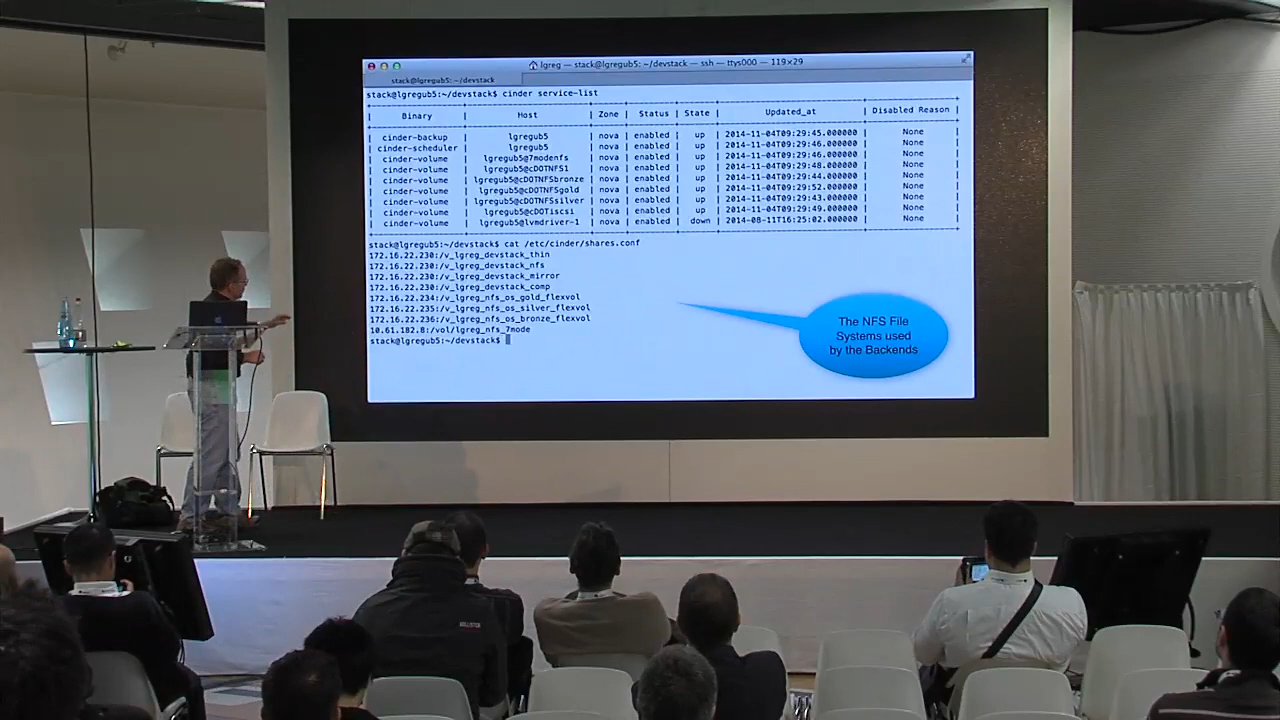 lgreg — stack@lgregub5: ~/devstack — ssh — ttys000 — 119×29
stack@lgregub5: ~/devstack
stack@lgregub5:~/devstack$ cinder service-list
| Binary | Host | Zone | Status | State | Updated_at | Disabled Reason |
| cinder-backup | lgregub5 | nova | enabled | up | 2014-11-04T09:29:45.000000 | None |
| cinder-scheduler | lgregub5 | nova | enabled | up | 2014-11-04T09:29:46.000000 | None |
| cinder-volume | lgregub5@7modenfs | nova | enabled | up | 2014-11-04T09:29:46.000000 | None |
| cinder-volume | lgregub5@cDOTNFS1 | nova | enabled | up | 2014-11-04T09:29:48.000000 | None |
| cinder-volume | lgregub5@cDOTNFSbronze | nova | enabled | up | 2014-11-04T09:29:44.000000 | None |
| cinder-volume | lgregub5@cDOTNFSgold | nova | enabled | up | 2014-11-04T09:29:52.000000 | None |
| cinder-volume | lgregub5@cDOTNFSsilver | nova | enabled | up | 2014-11-04T09:29:43.000000 | None |
| cinder-volume | lgregub5@cDOTiscsi | nova | enabled | up | 2014-11-04T09:29:49.000000 | None |
| cinder-volume | lgregub5@lvmdriver-1 | nova | enabled | down | 2014-08-11T16:25:02.000000 | None |
stack@lgregub5:~/devstack$ cat /etc/cinder/shares.conf
172.16.22.230:/v_lgreg_devstack_thin
172.16.22.230:/v_lgreg_devstack_nfs
172.16.22.230:/v_lgreg_devstack_mirror
172.16.22.230:/v_lgreg_devstack_comp
172.16.22.234:/v_lgreg_nfs_os_gold_flexvol
172.16.22.235:/v_lgreg_nfs_os_silver_flexvol
172.16.22.236:/v_lgreg_nfs_os_bronze_flexvol
10.61.182.8:/vol/lgreg_nfs_7mode
stack@lgregub5:~/devstack$
The NFS File
Systems used
by the Backends
HOLLISTER